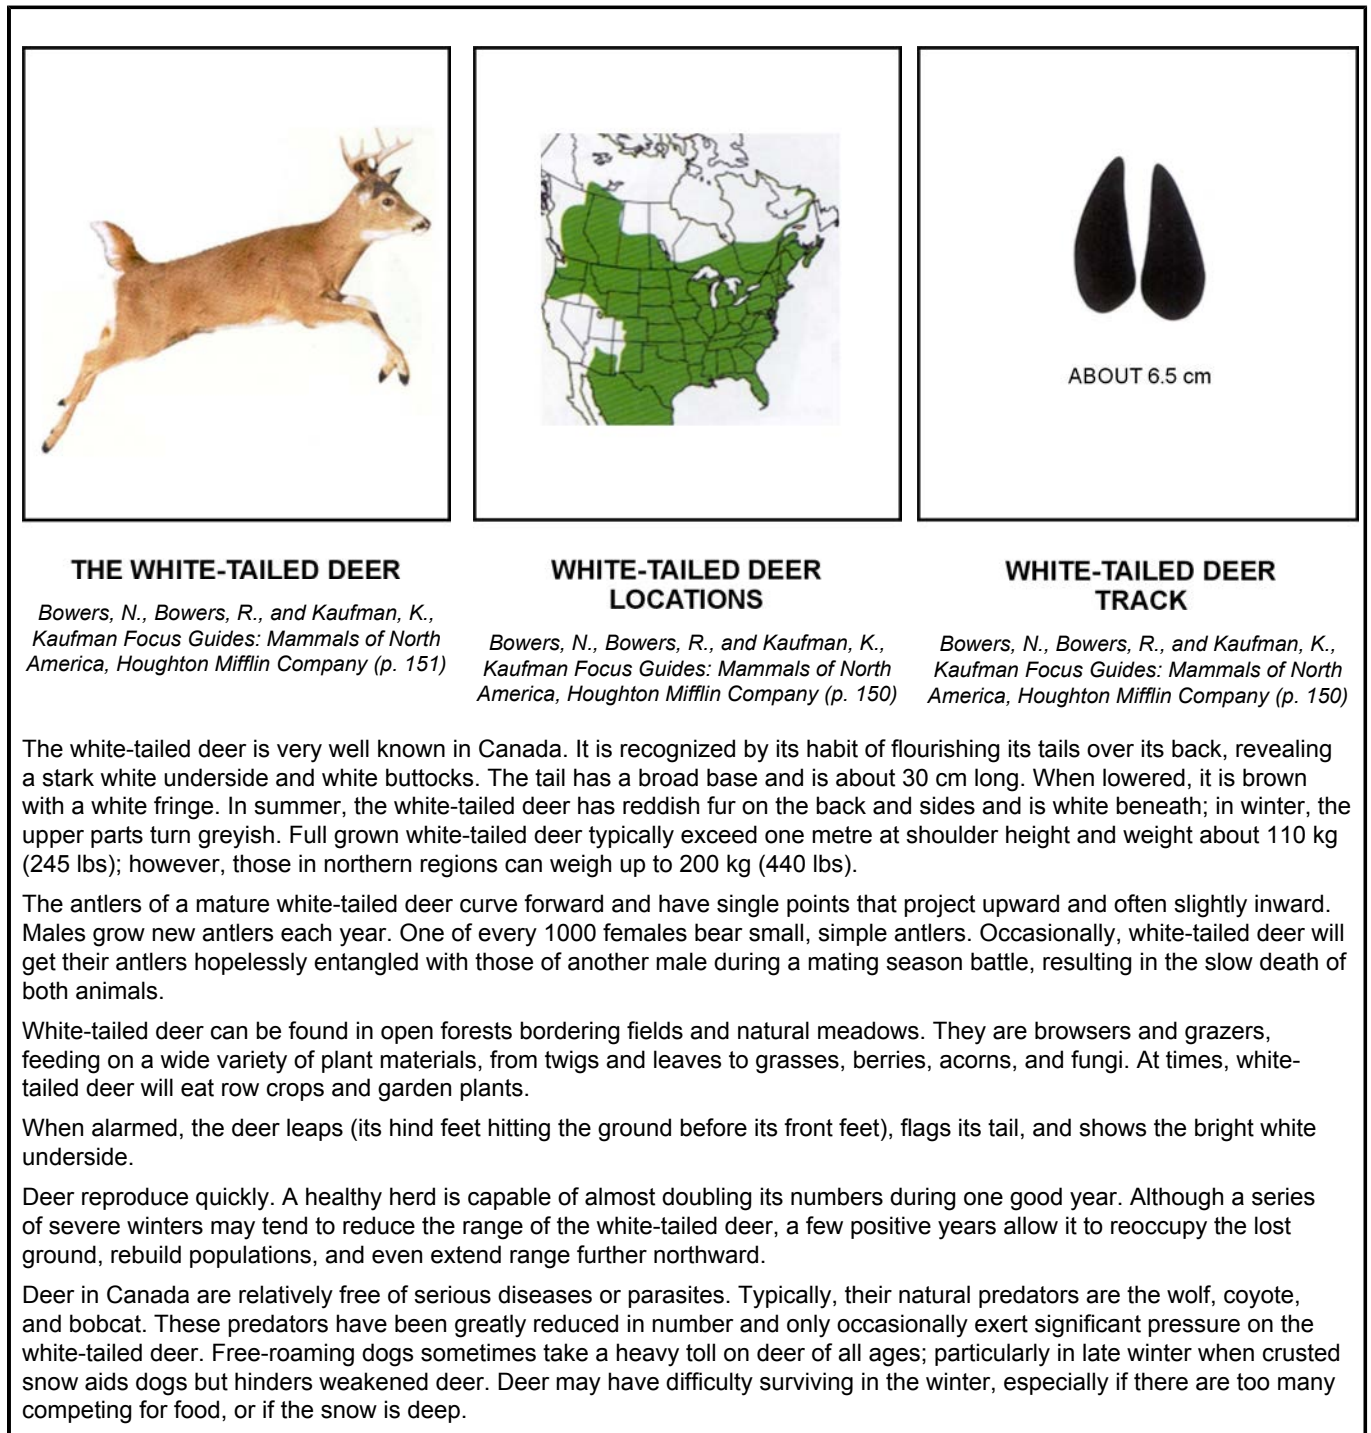 ABOUT 6.5 cm
THE WHITE-TAILED DEER
Bowers, N., Bowers, R., and Kaufman, K.,
Kaufman Focus Guides: Mammals of North
America, Houghton Mifflin Company (p. 151)
WHITE-TAILED DEER
LOCATIONS
Bowers, N., Bowers, R., and Kaufman, K.,
Kaufman Focus Guides: Mammals of North
America, Houghton Mifflin Company (p. 150)
WHITE-TAILED DEER
TRACK
Bowers, N., Bowers, R., and Kaufman, K.,
Kaufman Focus Guides: Mammals of North
America, Houghton Mifflin Company (p. 150)
The white-tailed deer is very well known in Canada. It is recognized by its habit of flourishing its tails over its back, revealing
a stark white underside and white buttocks. The tail has a broad base and is about 30 cm long. When lowered, it is brown
with a white fringe. In summer, the white-tailed deer has reddish fur on the back and sides and is white beneath; in winter, the
upper parts turn greyish. Full grown white-tailed deer typically exceed one metre at shoulder height and weight about 110 kg
(245 lbs); however, those in northern regions can weigh up to 200 kg (440 lbs).
The antlers of a mature white-tailed deer curve forward and have single points that project upward and often slightly inward.
Males grow new antlers each year. One of every 1000 females bear small, simple antlers. Occasionally, white-tailed deer will
get their antlers hopelessly entangled with those of another male during a mating season battle, resulting in the slow death of
both animals.
White-tailed deer can be found in open forests bordering fields and natural meadows. They are browsers and grazers,
feeding on a wide variety of plant materials, from twigs and leaves to grasses, berries, acorns, and fungi. At times, white-
tailed deer will eat row crops and garden plants.
When alarmed, the deer leaps (its hind feet hitting the ground before its front feet), flags its tail, and shows the bright white
underside.
Deer reproduce quickly. A healthy herd is capable of almost doubling its numbers during one good year. Although a series
of severe winters may tend to reduce the range of the white-tailed deer, a few positive years allow it to reoccupy the lost
ground, rebuild populations, and even extend range further northward.
Deer in Canada are relatively free of serious diseases or parasites. Typically, their natural predators are the wolf, coyote,
and bobcat. These predators have been greatly reduced in number and only occasionally exert significant pressure on the
white-tailed deer. Free-roaming dogs sometimes take a heavy toll on deer of all ages; particularly in late winter when crusted
snow aids dogs but hinders weakened deer. Deer may have difficulty surviving in the winter, especially if there are too many
competing for food, or if the snow is deep.